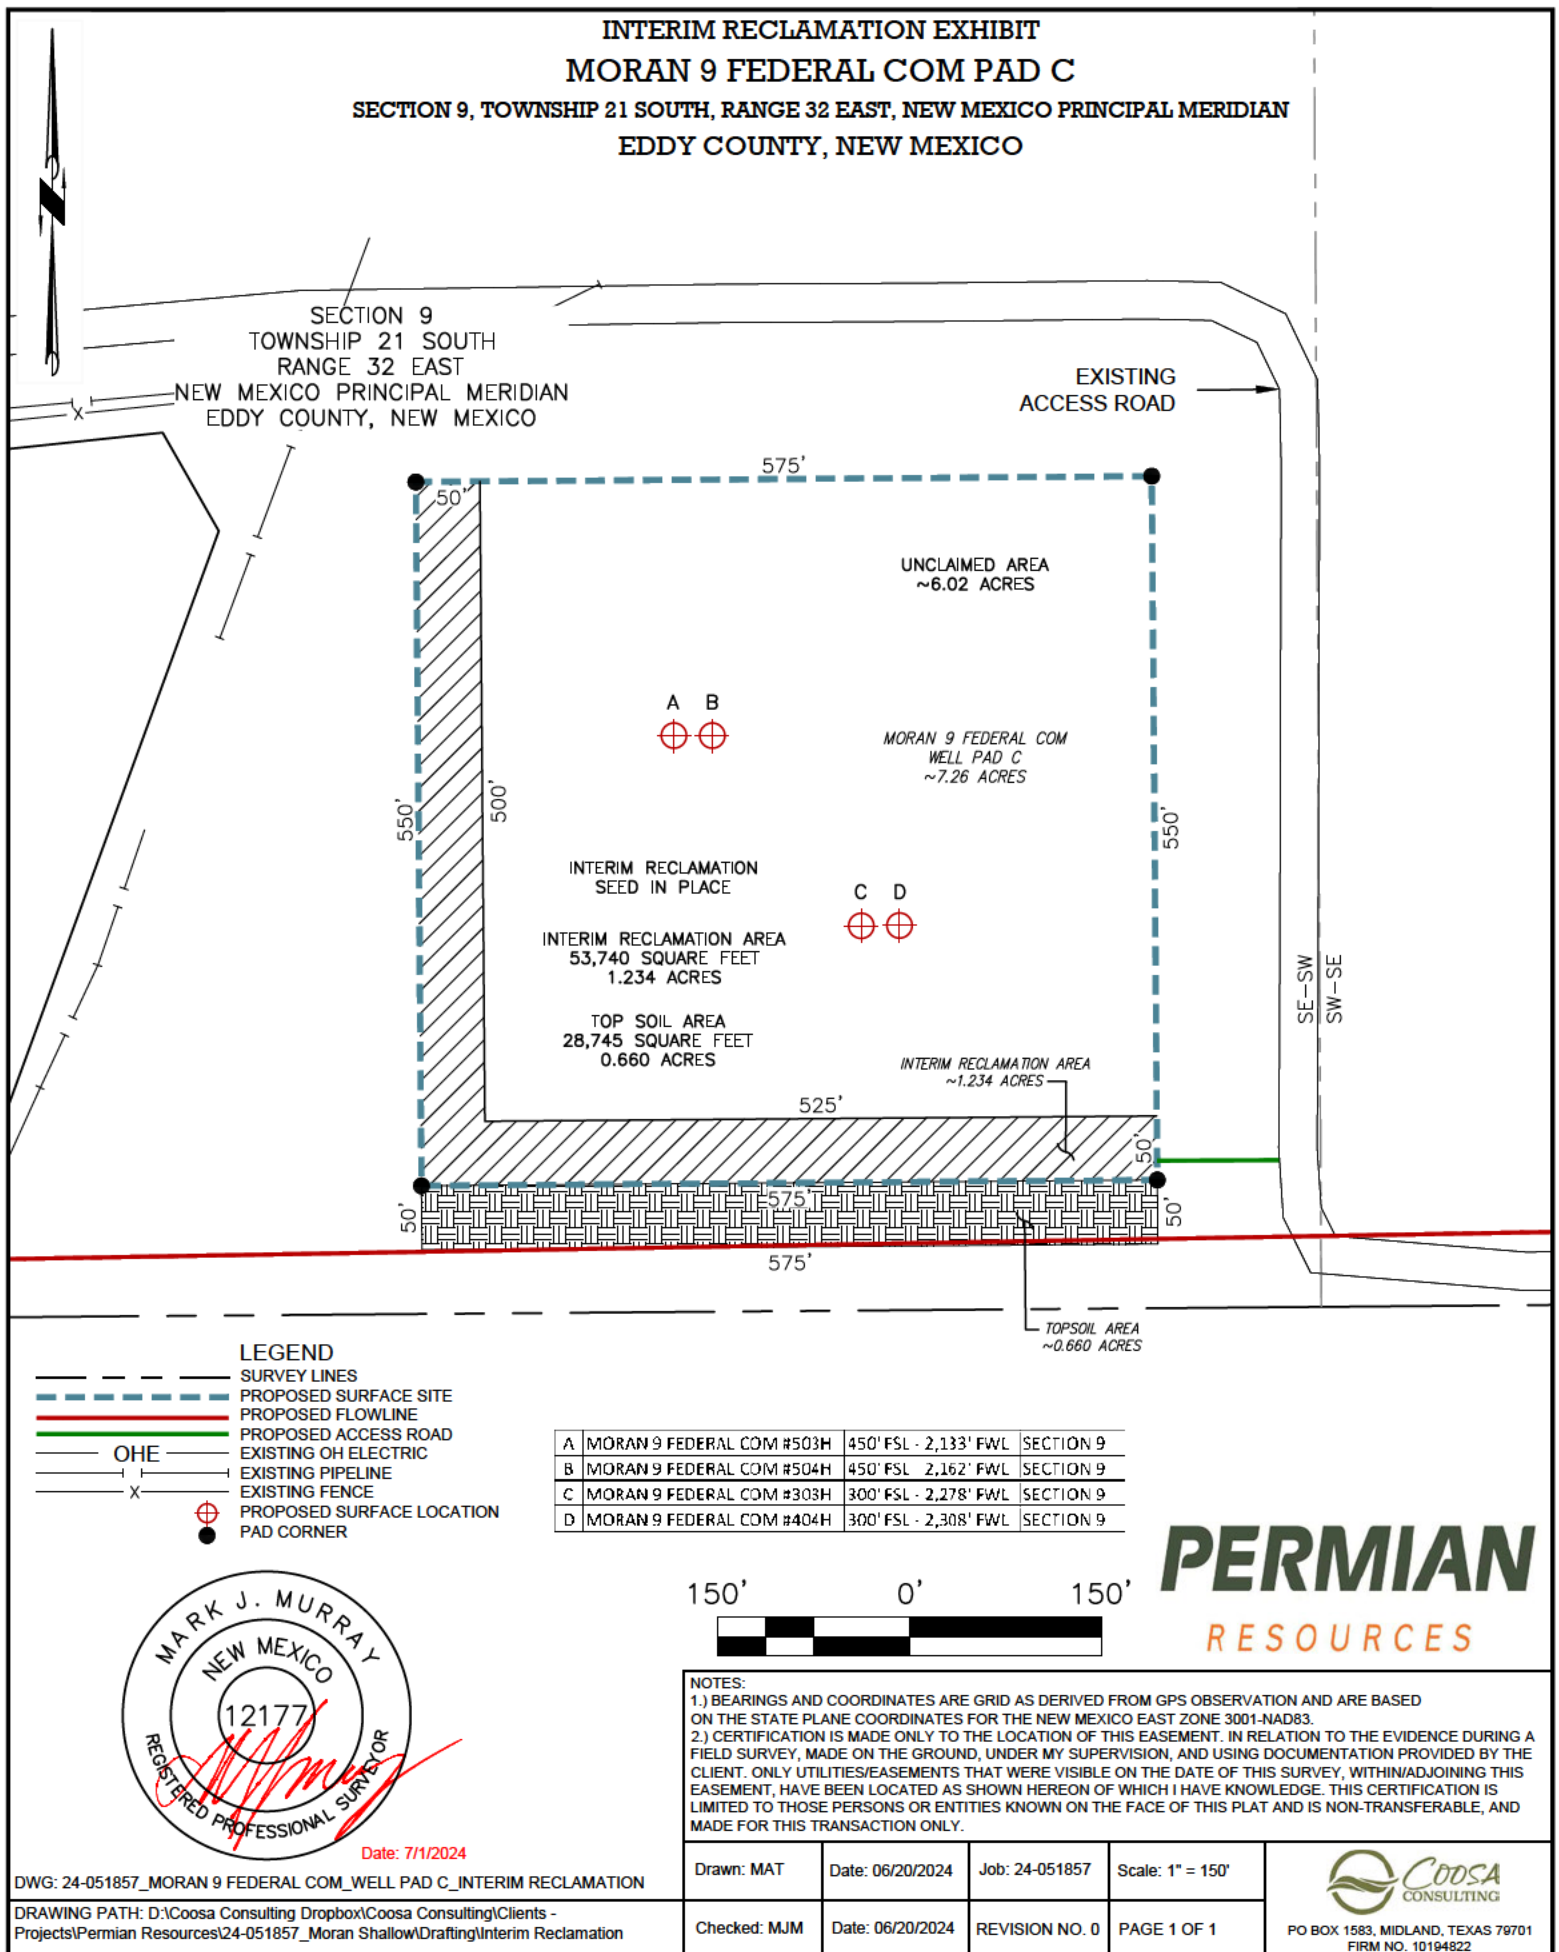 INTERIM RECLAMATION EXHIBIT
MORAN 9 FEDERAL COM PAD C
SECTION 9, TOWNSHIP 21 SOUTH, RANGE 32 EAST, NEW MEXICO PRINCIPAL MERIDIAN
EDDY COUNTY, NEW MEXICO
N
SECTION 9
TOWNSHIP 21 SOUTH
RANGE 32 EAST
NEW MEXICO PRINCIPAL MERIDIAN
EDDY COUNTY, NEW MEXICO
X
EXISTING
ACCESS ROAD
575'
50'
UNCLAIMED AREA
~6.02 ACRES
A B
MORAN 9 FEDERAL COM
WELL PAD C
~7.26 ACRES
550'
500'
550'
INTERIM RECLAMATION
SEED IN PLACE
C D
INTERIM RECLAMATION AREA
53,740 SQUARE FEET
1.234 ACRES
TOP SOIL AREA
28,745 SQUARE FEET
0.660 ACRES
SE-SW
SW-SE
INTERIM RECLAMATION AREA
~1.234 ACRES
525'
50'
575'
50'
50'
575'
TOPSOIL AREA
~0.660 ACRES
LEGEND
SURVEY LINES
PROPOSED SURFACE SITE
PROPOSED FLOWLINE
PROPOSED ACCESS ROAD
OHE EXISTING OH ELECTRIC
EXISTING PIPELINE
X EXISTING FENCE
PROPOSED SURFACE LOCATION
PAD CORNER
A MORAN 9 FEDERAL COM #503H 450' FSL - 2,133' FWL SECTION 9
B MORAN 9 FEDERAL COM #504H 450' FSL - 2,162' FWL SECTION 9
C MORAN 9 FEDERAL COM #303H 300' FSL - 2,278' FWL SECTION 9
D MORAN 9 FEDERAL COM #404H 300' FSL - 2,308' FWL SECTION 9
150' 0' 150'
PERMIAN
RESOURCES
MARK J. MURRAY
NEW MEXICO
12177
REGISTERED PROFESSIONAL SURVEYOR
Date: 7/1/2024
NOTES:
1.) BEARINGS AND COORDINATES ARE GRID AS DERIVED FROM GPS OBSERVATION AND ARE BASED
ON THE STATE PLANE COORDINATES FOR THE NEW MEXICO EAST ZONE 3001-NAD83.
2.) CERTIFICATION IS MADE ONLY TO THE LOCATION OF THIS EASEMENT. IN RELATION TO THE EVIDENCE DURING A
FIELD SURVEY, MADE ON THE GROUND, UNDER MY SUPERVISION, AND USING DOCUMENTATION PROVIDED BY THE
CLIENT. ONLY UTILITIES/EASEMENTS THAT WERE VISIBLE ON THE DATE OF THIS SURVEY, WITHIN/ADJOINING THIS
EASEMENT, HAVE BEEN LOCATED AS SHOWN HEREON OF WHICH I HAVE KNOWLEDGE. THIS CERTIFICATION IS
LIMITED TO THOSE PERSONS OR ENTITIES KNOWN ON THE FACE OF THIS PLAT AND IS NON-TRANSFERABLE, AND
MADE FOR THIS TRANSACTION ONLY.
DWG: 24-051857_MORAN 9 FEDERAL COM_WELL PAD C_INTERIM RECLAMATION
DRAWING PATH: D:\Coosa Consulting Dropbox\Coosa Consulting\Clients -
Projects\Permian Resources\24-051857_Moran Shallow\Drafting\Interim Reclamation
Drawn: MAT Date: 06/20/2024 Job: 24-051857 Scale: 1" = 150'
Checked: MJM Date: 06/20/2024 REVISION NO. 0 PAGE 1 OF 1
COOSA
CONSULTING
PO BOX 1583, MIDLAND, TEXAS 79701
FIRM NO. 10194822